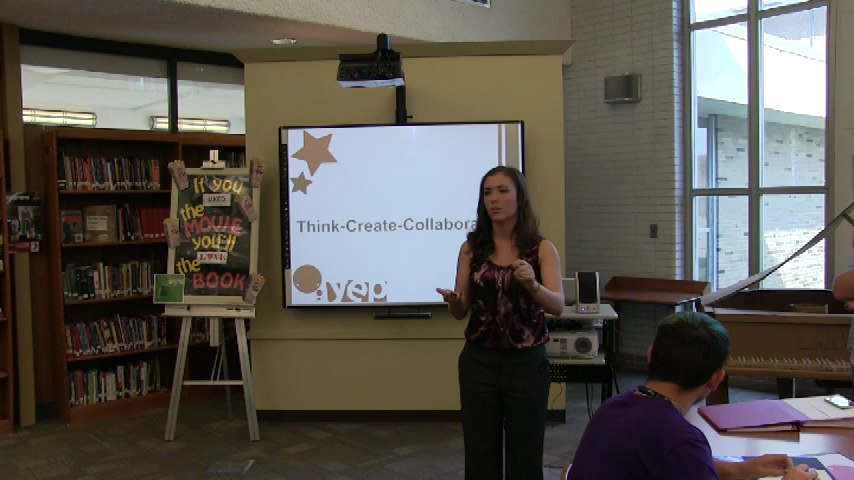 If you
LIKED
the
MOVIE
you'll
LOVE
the
BOOK
Think-Create-Collabora
yep